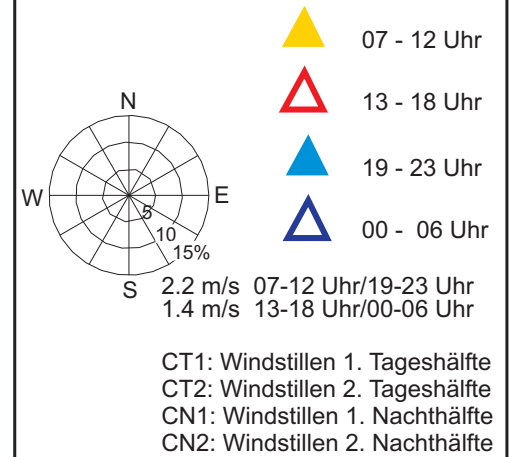 07 - 12 Uhr
13 - 18 Uhr
19 - 23 Uhr
00 - 06 Uhr
N
W
E
S
5
10
15%
2.2 m/s 07-12 Uhr/19-23 Uhr
1.4 m/s 13-18 Uhr/00-06 Uhr
CT1: Windstillen 1. Tageshälfte
CT2: Windstillen 2. Tageshälfte
CN1: Windstillen 1. Nachthälfte
CN2: Windstillen 2. Nachthälfte